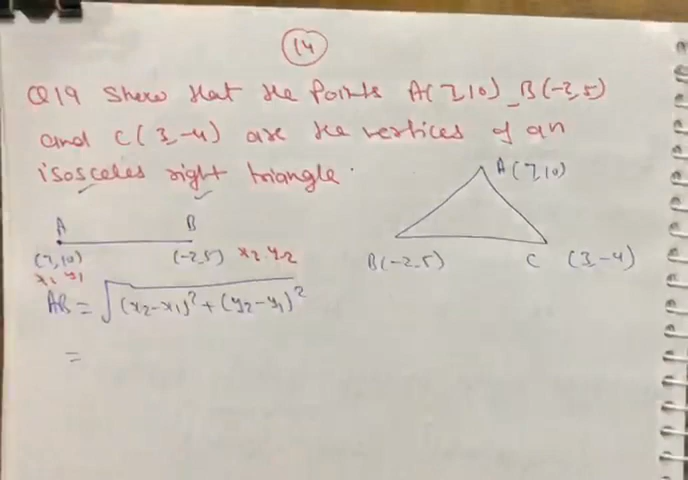 14
Q19 Show that the Points A(7,10) B(-2,5)
and C(3,-4) are the vertices of an
isosceles right triangle.
A(7,10)
A B
(7,10) (-2,5) x2 y2
x1 y1
B(-2,5) C (3,-4)
AB = √(x2-x1)²+(y2-y1)²
=